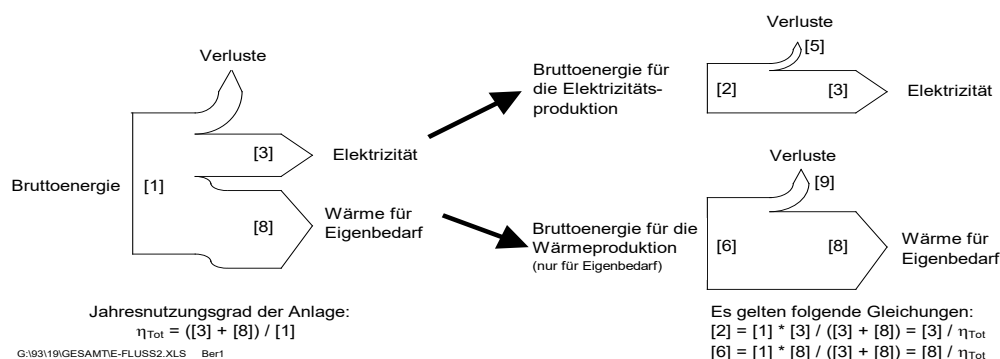 Verluste
[1]
Bruttoenergie
[3]
Elektrizität
[8]
Wärme für
Eigenbedarf
Jahresnutzungsgrad der Anlage:
ηTot = ([3] + [8]) / [1]
G:\93\19\GESAMT\E-FLUSS2.XLS Ber1
Bruttoenergie für
die Elektrizitäts-
produktion
Verluste
[5]
[2]
[3]
Elektrizität
Bruttoenergie für die
Wärmeproduktion
(nur für Eigenbedarf)
Verluste
[9]
[6]
[8]
Wärme für
Eigenbedarf
Es gelten folgende Gleichungen:
[2] = [1] * [3] / ([3] + [8]) = [3] / ηTot
[6] = [1] * [8] / ([3] + [8]) = [8] / ηTot